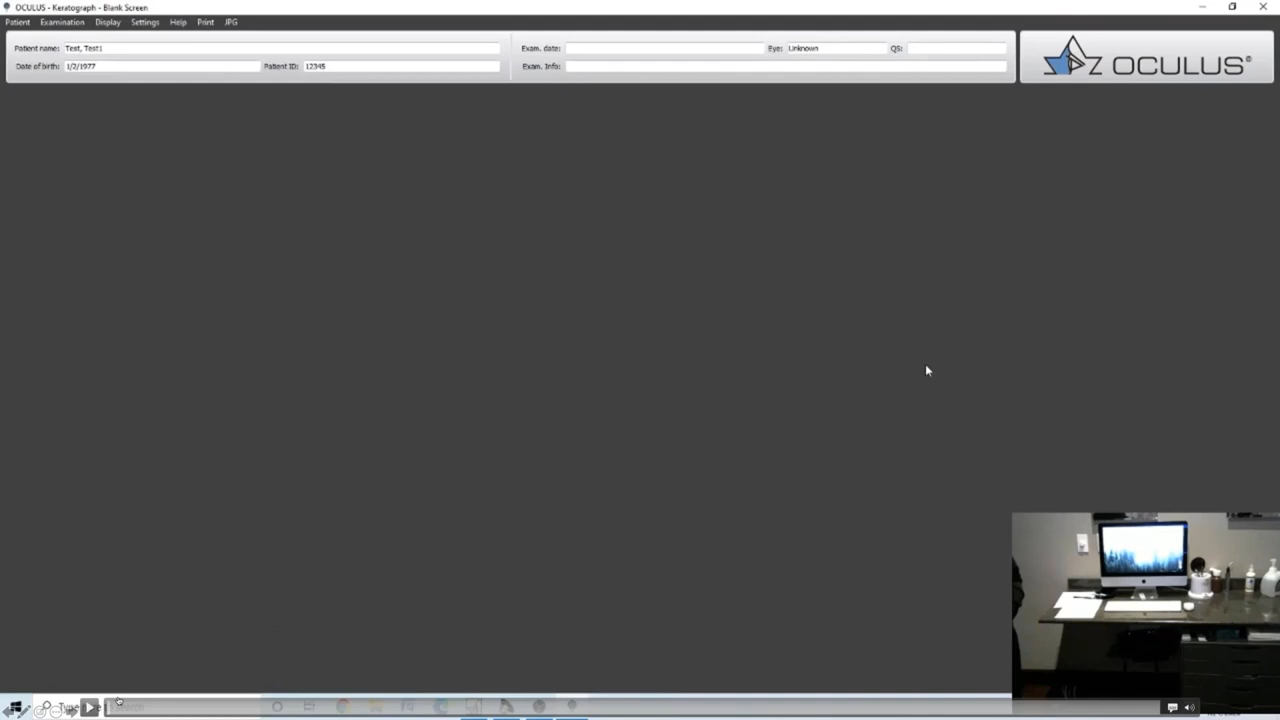 OCULUS - Keratograph - Blank Screen
Patient Examination Display Settings Help Print JPG
Patient name: Test, Test1 Exam. date: Eye: Unknown QS:
Date of birth: 1/2/1977 Patient ID: 12345 Exam. Info:
OCULUS®